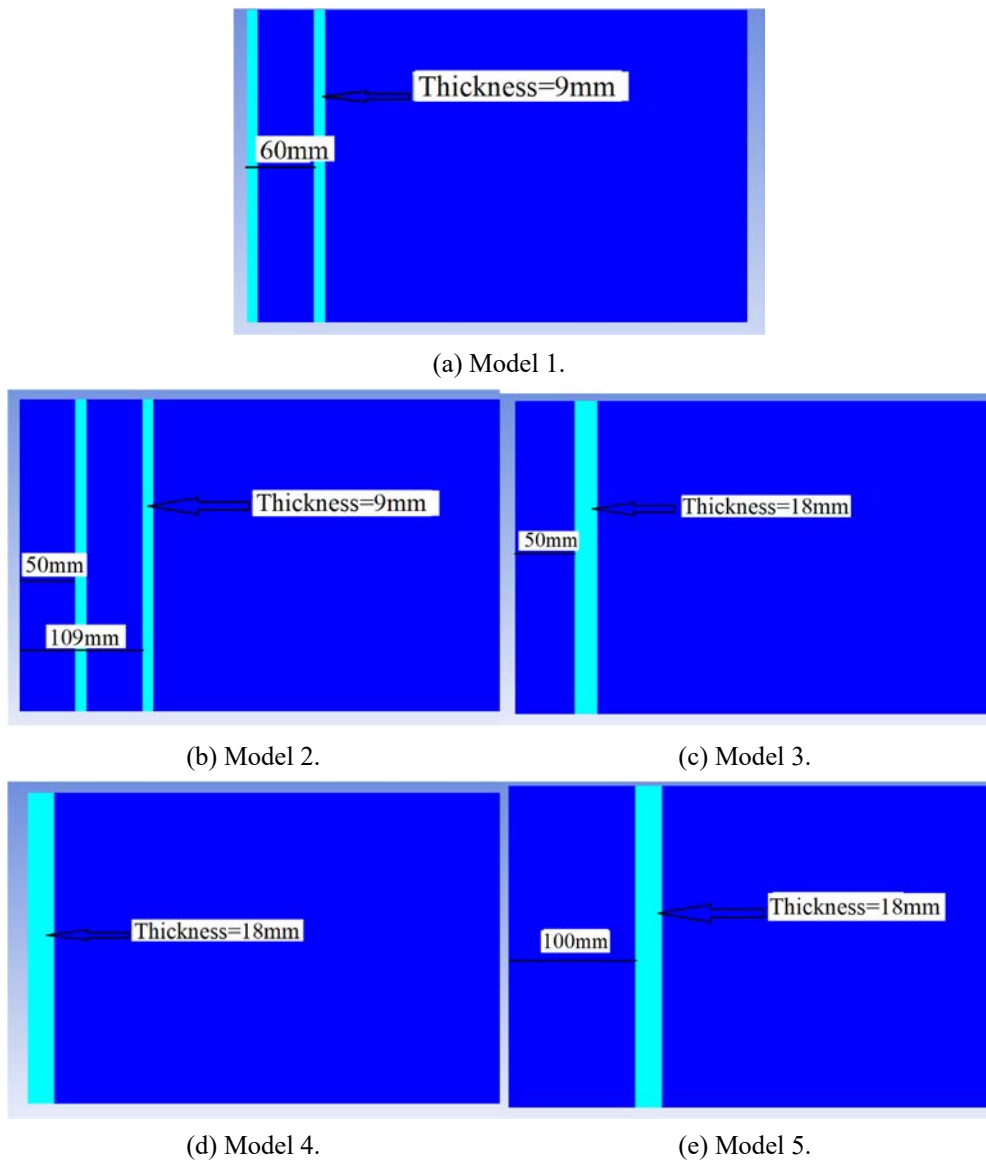 Thickness=9mm
60mm
(a) Model 1.
Thickness=9mm
50mm
109mm
Thickness=18mm
50mm
(b) Model 2.
(c) Model 3.
Thickness=18mm
Thickness=18mm
100mm
(d) Model 4.
(e) Model 5.